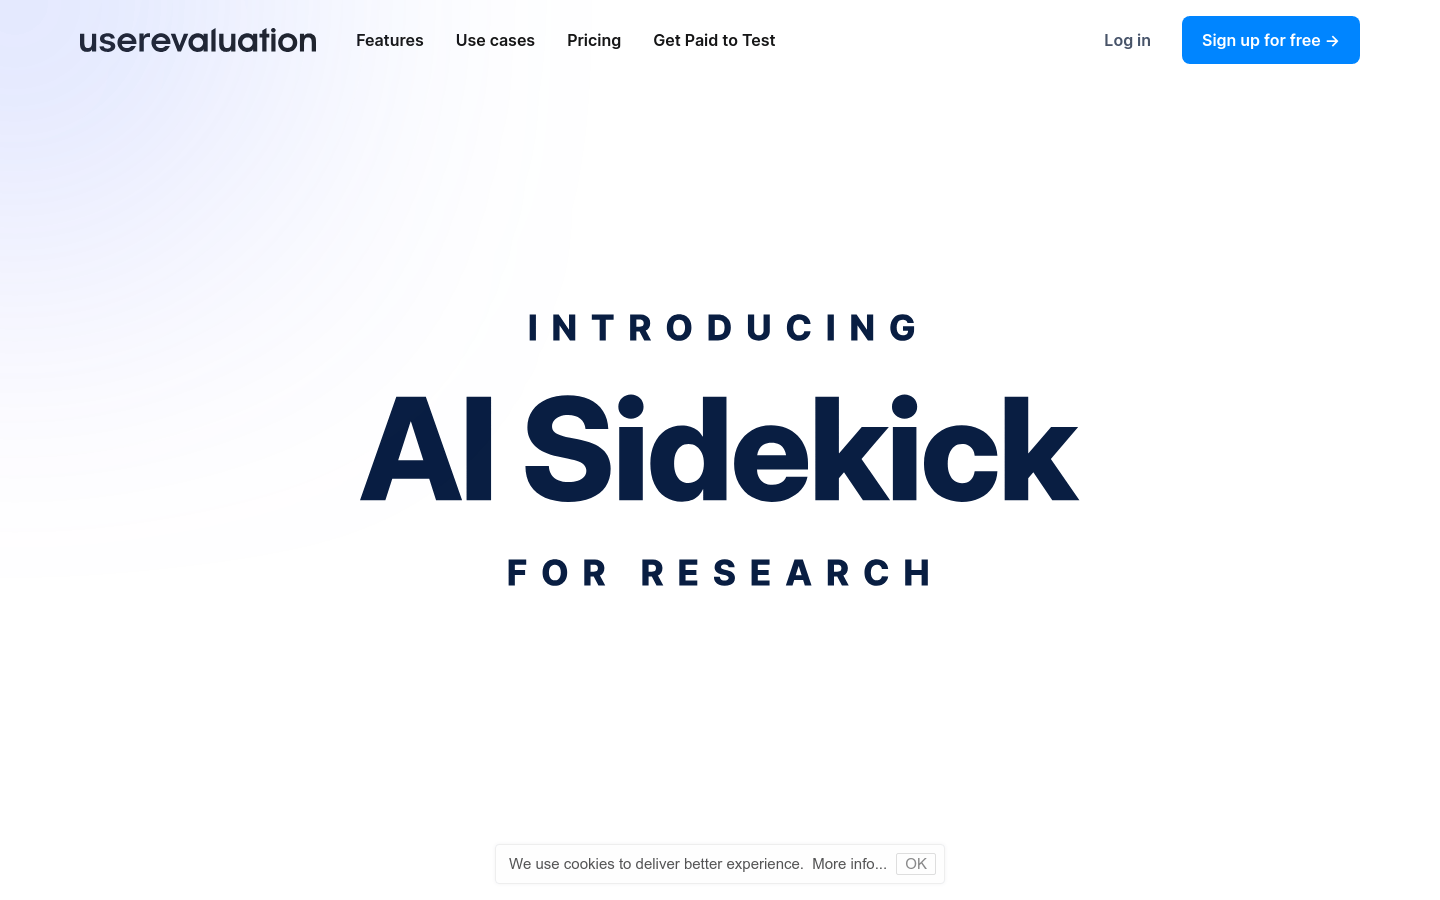 userevaluation
Features
Use cases
Pricing
Get Paid to Test
Log in
Sign up for free →
INTRODUCING
AI Sidekick
FOR RESEARCH
We use cookies to deliver better experience. More info... OK